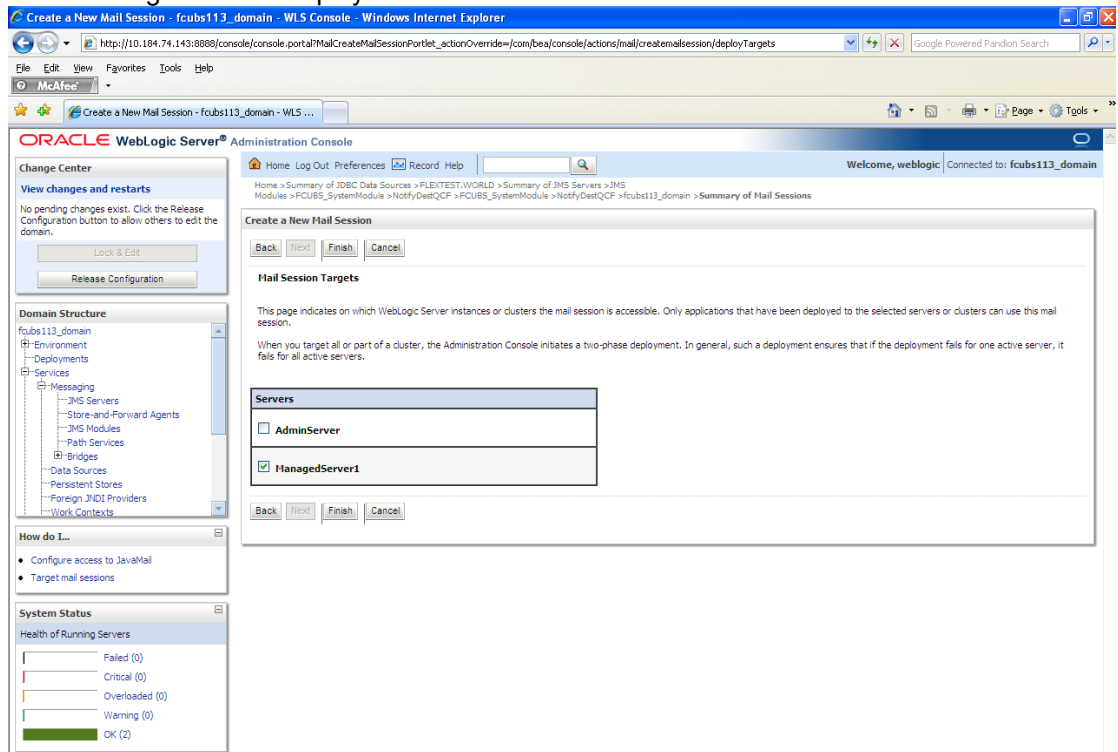 Create a New Mail Session - fcubs113_domain - WLS Console - Windows Internet Explorer
http://10.184.74.143:8888/console/console.portal?MailCreateMailSessionPortlet_actionOverride=/com/bea/console/actions/mail/createmailsession/deployTargets
Google Powered Pandion Search
File Edit View Favorites Tools Help
McAfee
Create a New Mail Session - fcubs113_domain - WLS ...
Page Tools
ORACLE WebLogic Server® Administration Console
Change Center
View changes and restarts
No pending changes exist. Click the Release
Configuration button to allow others to edit the
domain.
Lock & Edit
Release Configuration
Domain Structure
fcubs113_domain
Environment
Deployments
Services
Messaging
JMS Servers
Store-and-Forward Agents
JMS Modules
Path Services
Bridges
Data Sources
Persistent Stores
Foreign JNDI Providers
Work Contexts
How do I...
Configure access to JavaMail
Target mail sessions
System Status
Health of Running Servers
Failed (0)
Critical (0)
Overloaded (0)
Warning (0)
OK (2)
Home Log Out Preferences Record Help
Welcome, weblogic Connected to: fcubs113_domain
Home >Summary of JDBC Data Sources >FLEXTEST.WORLD >Summary of JMS Servers >JMS
Modules >FCUBS_SystemModule >NotifyDestQCF >FCUBS_SystemModule >NotifyDestQCF >fcubs113_domain >Summary of Mail Sessions
Create a New Mail Session
Back Next Finish Cancel
Mail Session Targets
This page indicates on which WebLogic Server instances or clusters the mail session is accessible. Only applications that have been deployed to the selected servers or clusters can use this mail
session.
When you target all or part of a cluster, the Administration Console initiates a two-phase deployment. In general, such a deployment ensures that if the deployment fails for one active server, it
fails for all active servers.
Servers
AdminServer
ManagedServer1
Back Next Finish Cancel